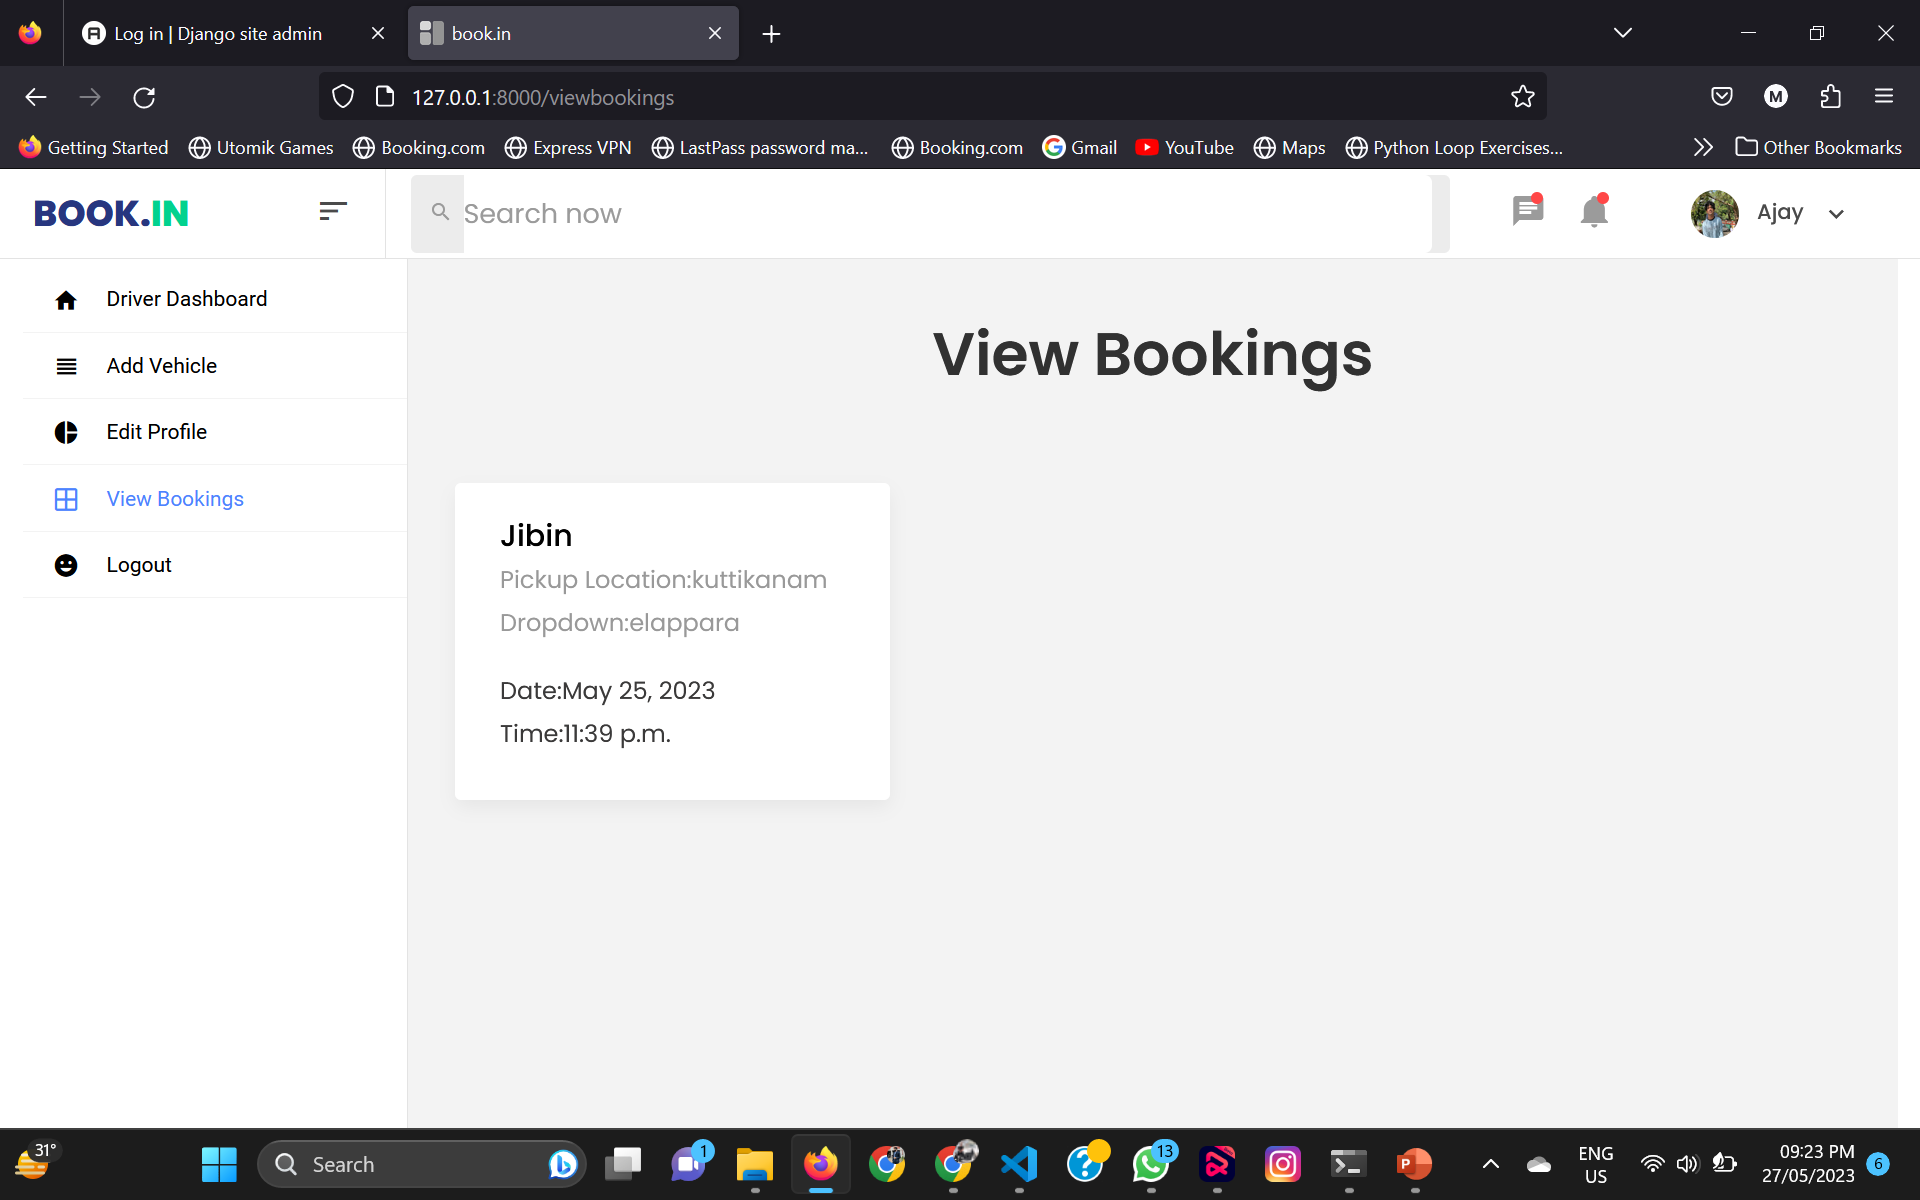 Log in | Django site admin
book.in
127.0.0.1:8000/viewbookings
M
Getting Started
Utomik Games
Booking.com
Express VPN
LastPass password ma...
Booking.com
Gmail
YouTube
Maps
Python Loop Exercises...
Other Bookmarks
BOOK.IN
Search now
Ajay
Driver Dashboard
Add Vehicle
Edit Profile
View Bookings
Logout
View Bookings
Jibin
Pickup Location:kuttikanam
Dropdown:elappara
Date:May 25, 2023
Time:11:39 p.m.
31°
Search
1
13
P
ENG
US
09:23 PM
27/05/2023
6